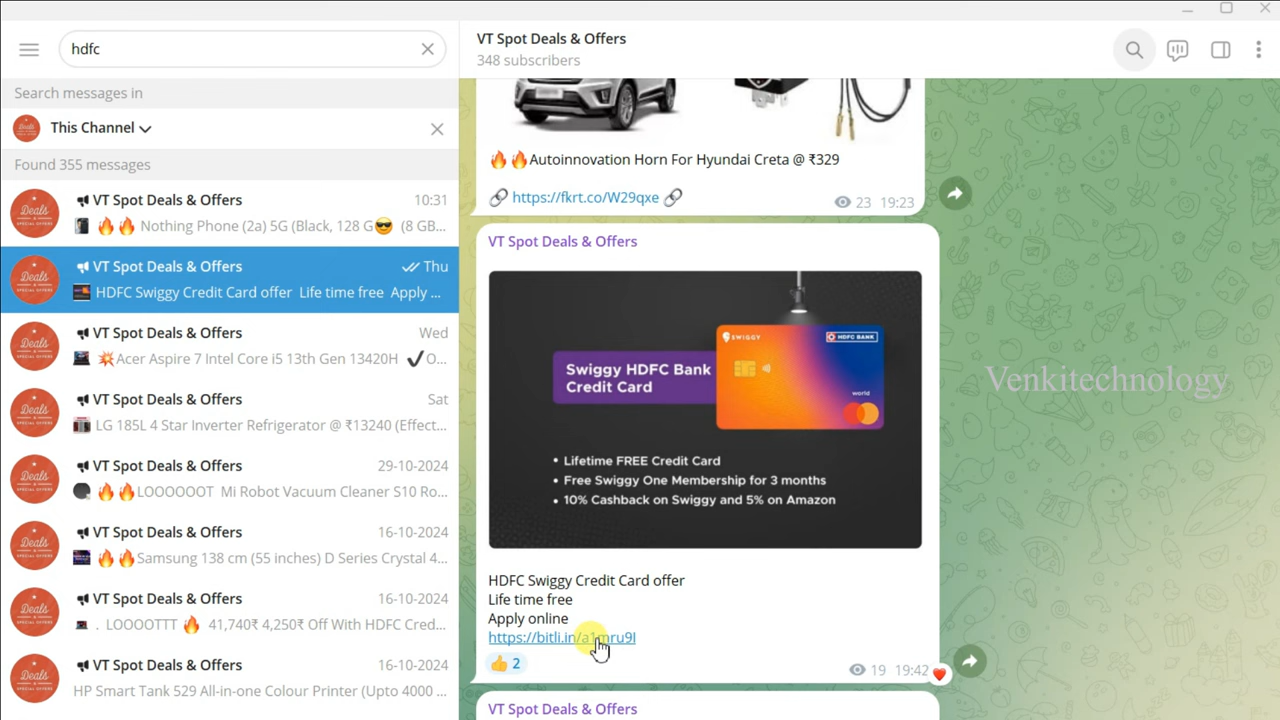 hdfc
Search messages in
This Channel
Found 355 messages
VT Spot Deals & Offers 10:31
🔥🔥 Nothing Phone (2a) 5G (Black, 128 G😎 (8 GB...
VT Spot Deals & Offers Thu
HDFC Swiggy Credit Card offer Life time free Apply ...
VT Spot Deals & Offers Wed
💥Acer Aspire 7 Intel Core i5 13th Gen 13420H ✔️O...
VT Spot Deals & Offers Sat
LG 185L 4 Star Inverter Refrigerator @ ₹13240 (Effect...
VT Spot Deals & Offers 29-10-2024
🔥🔥LOOOOOOT Mi Robot Vacuum Cleaner S10 Ro...
VT Spot Deals & Offers 16-10-2024
🔥🔥Samsung 138 cm (55 inches) D Series Crystal 4...
VT Spot Deals & Offers 16-10-2024
. LOOOOTTT 🔥 41,740₹ 4,250₹ Off With HDFC Cred...
VT Spot Deals & Offers 16-10-2024
HP Smart Tank 529 All-in-one Colour Printer (Upto 4000 ...
VT Spot Deals & Offers
348 subscribers
🔥🔥Autoinnovation Horn For Hyundai Creta @ ₹329
🔗 https://fkrt.co/W29qxe 🔗
23 19:23
VT Spot Deals & Offers
Swiggy HDFC Bank
Credit Card
SWIGGY
HDFC BANK
world
• Lifetime FREE Credit Card
• Free Swiggy One Membership for 3 months
• 10% Cashback on Swiggy and 5% on Amazon
HDFC Swiggy Credit Card offer
Life time free
Apply online
https://bitli.in/a1mru9I
👍 2
19 19:42
VT Spot Deals & Offers
Venkitechnology
Deals